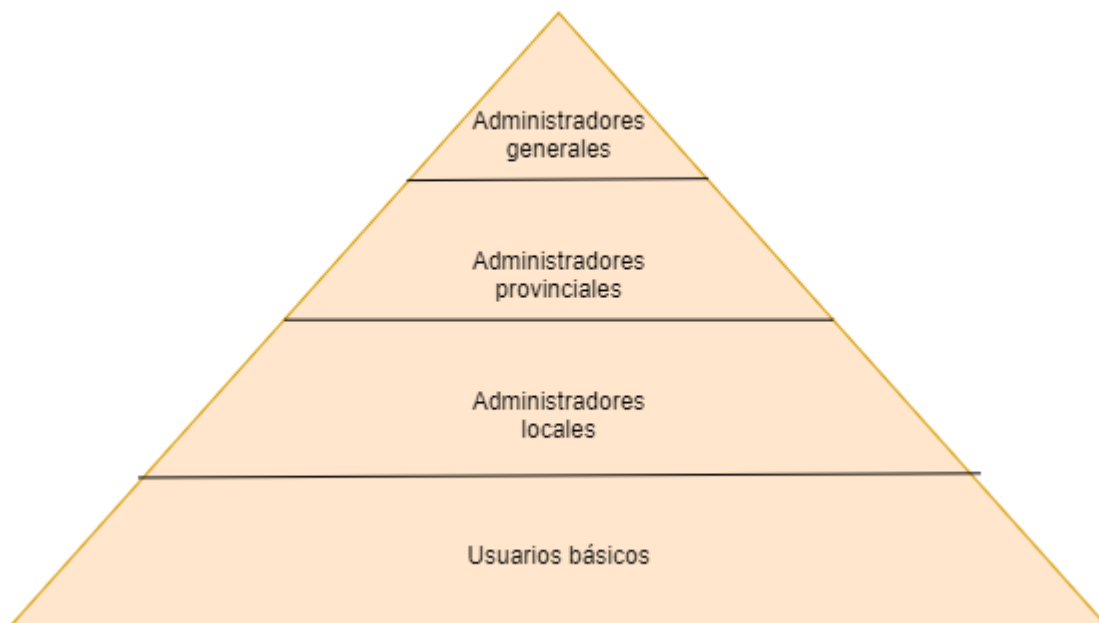 Administradores
generales
Administradores
provinciales
Administradores
locales
Usuarios básicos